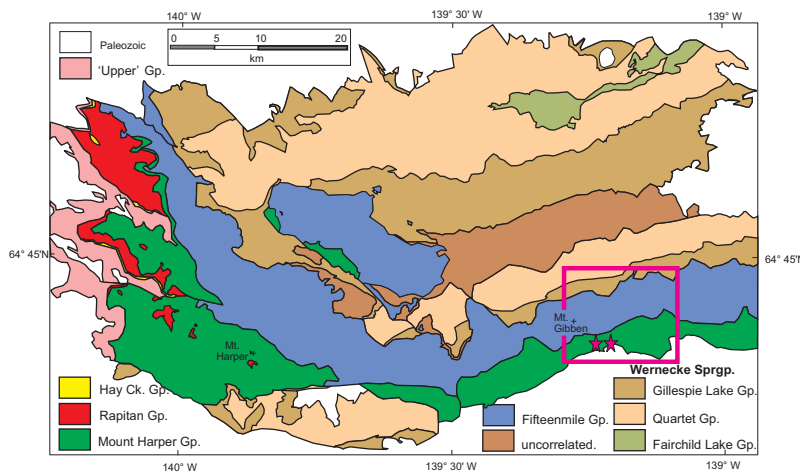 140° W
139°.5 W
139° W
Paleozoic
'Upper' Gp.
0 5 10 20
km
64° 45'N
64° 45'N
Mt.
Gibben
Mt.
Harper
Hay Ck. Gp.
Rapitan Gp.
Mount Harper Gp.
Fifteenmile Gp.
uncorrelated.
Wernecke Sprgp.
Gillespie Lake Gp.
Quartet Gp.
Fairchild Lake Gp.
140° W
139°.5 W
139° W